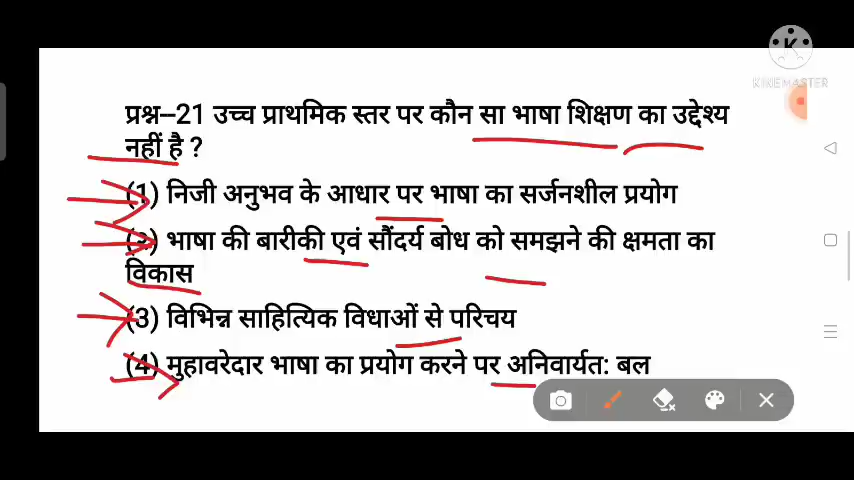 KINEMASTER
प्रश्न–21 उच्च प्राथमिक स्तर पर कौन सा भाषा शिक्षण का उद्देश्य
नहीं है ?
(1) निजी अनुभव के आधार पर भाषा का सर्जनशील प्रयोग
(2) भाषा की बारीकी एवं सौंदर्य बोध को समझने की क्षमता का
विकास
(3) विभिन्न साहित्यिक विधाओं से परिचय
(4) मुहावरेदार भाषा का प्रयोग करने पर अनिवार्यत: बल